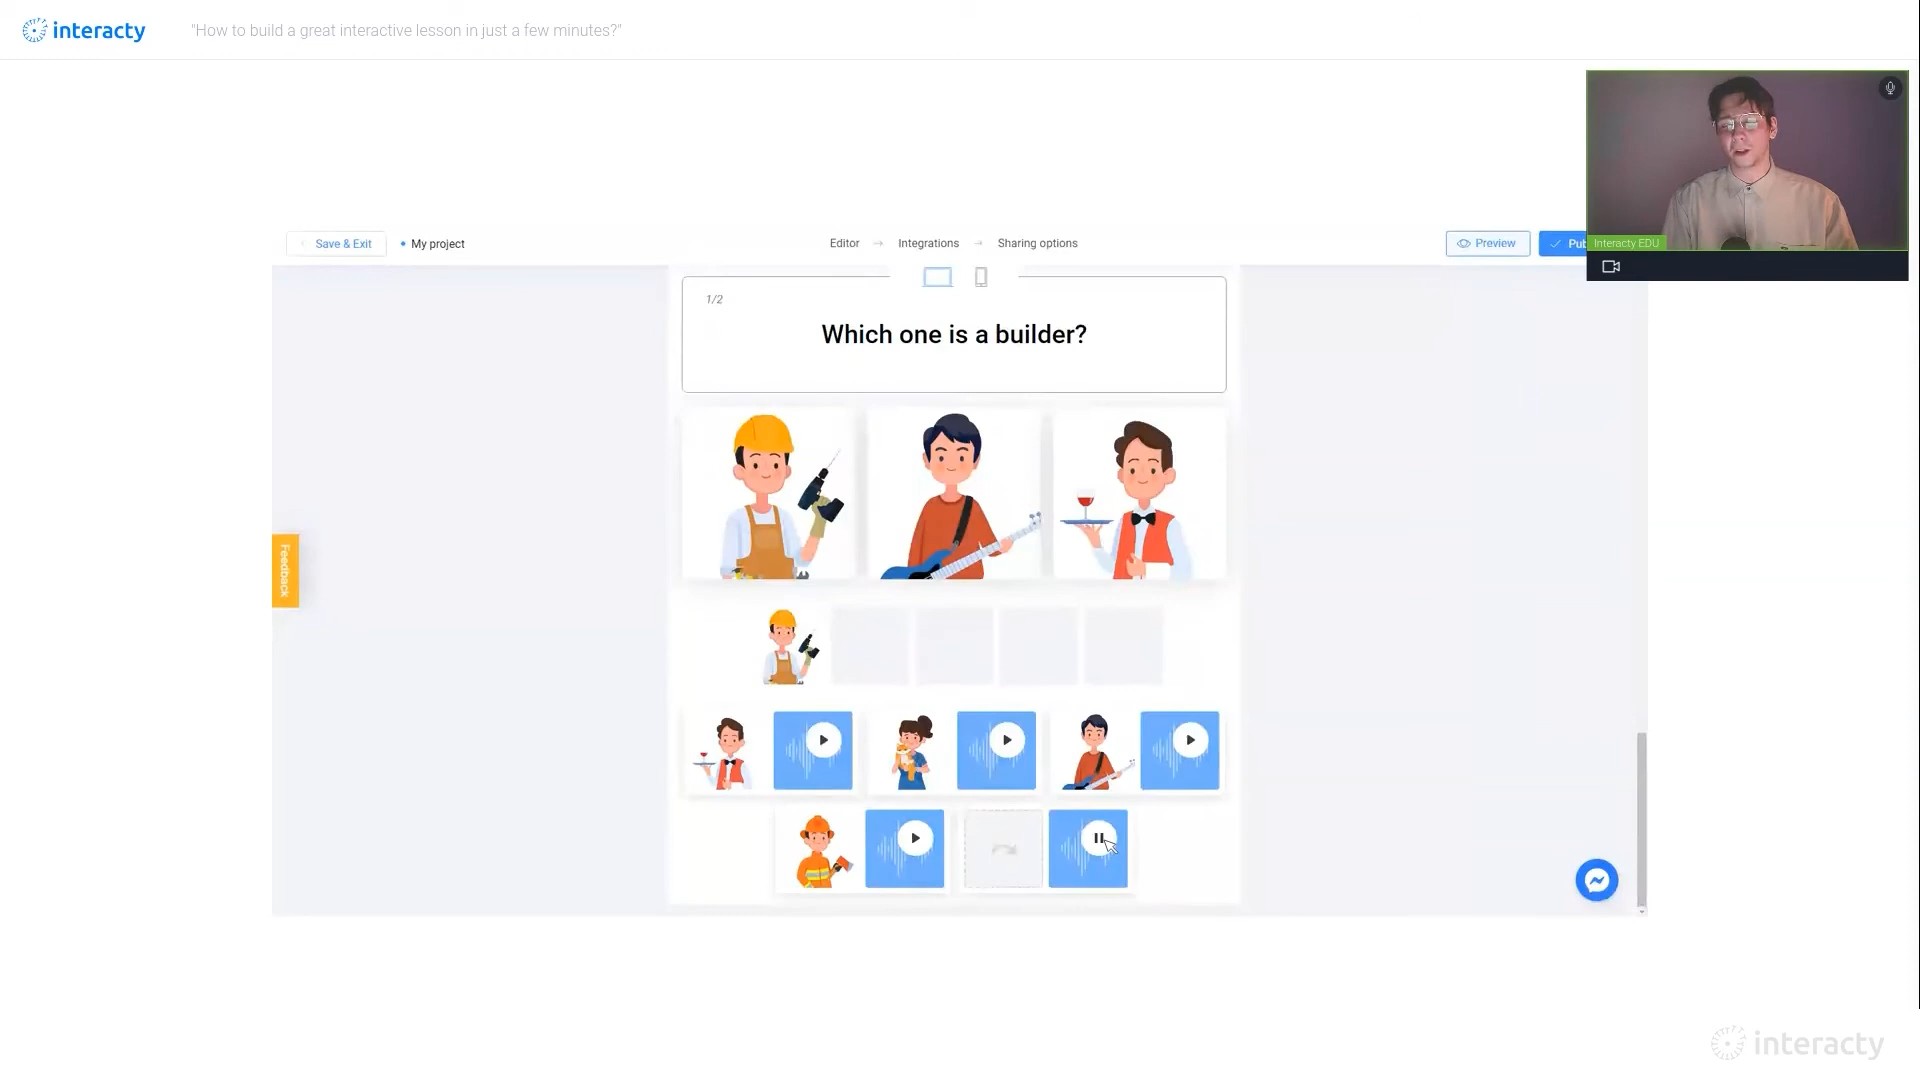 interacty
"How to build a great interactive lesson in just a few minutes?"
Interacty EDU
Save & Exit
My project
Editor
Integrations
Sharing options
Preview
Pub
1/2
Which one is a builder?
Feedback
interacty